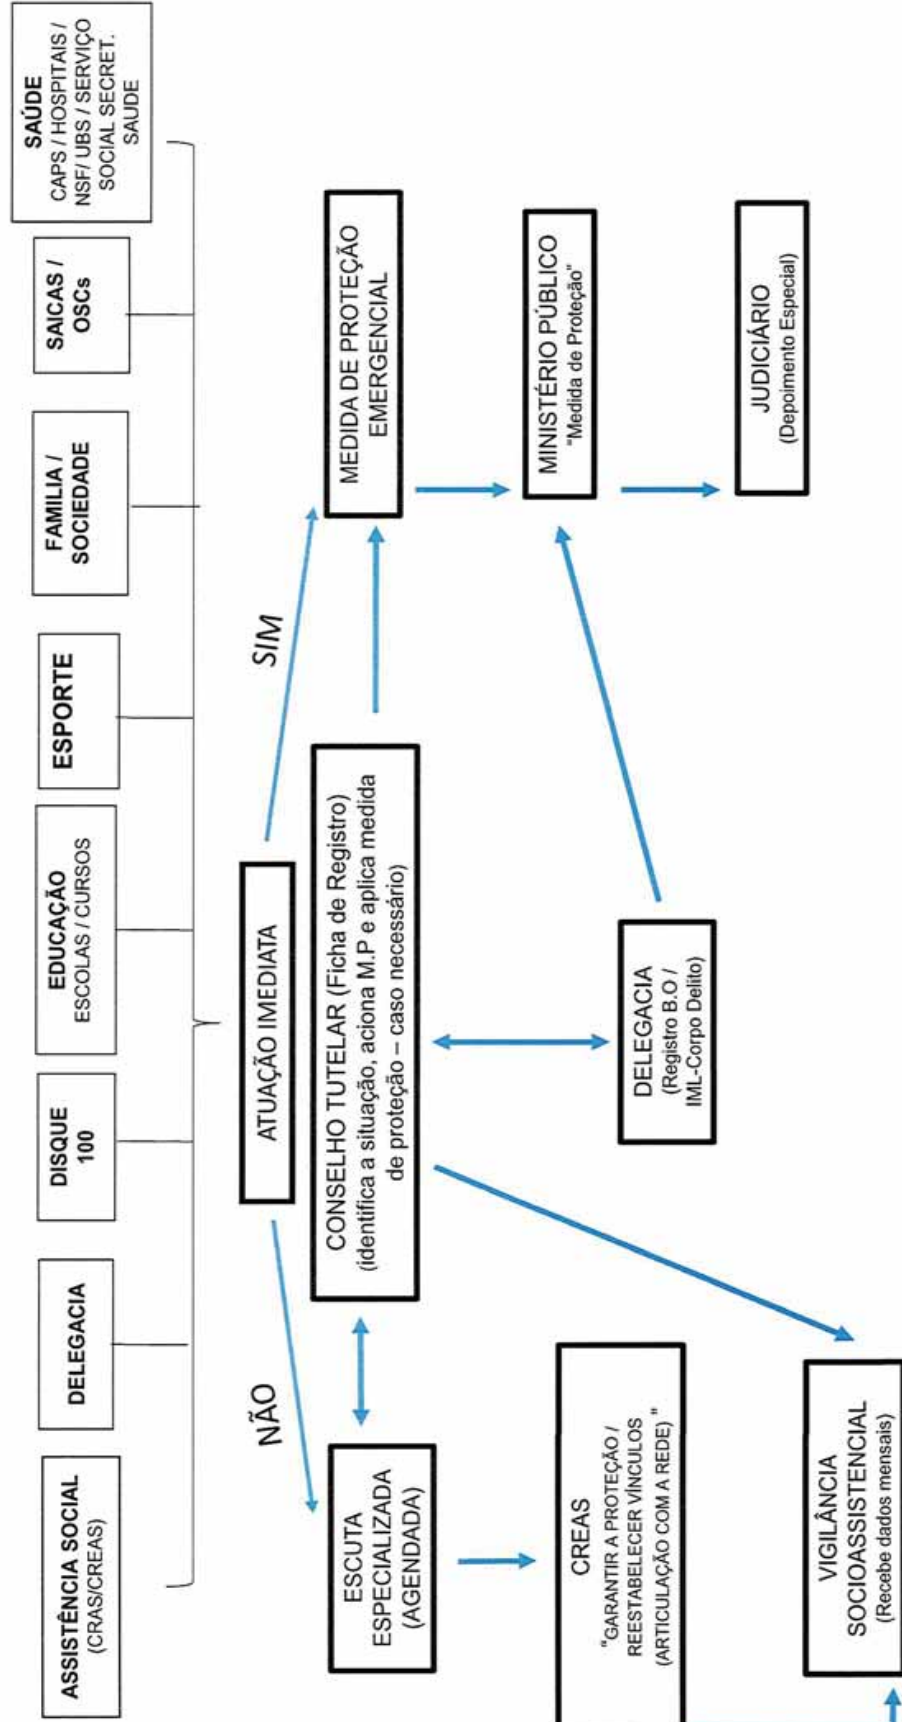 ASSISTÊNCIA SOCIAL
(CRAS/CREAS)
DELEGACIA
DISQUE
100
EDUCAÇÃO
ESCOLAS / CURSOS
ESPORTE
FAMILIA /
SOCIEDADE
SAICAS /
OSCs
SAÚDE
CAPS / HOSPITAIS /
NSF/ UBS / SERVIÇO
SOCIAL SECRET.
SAUDE
NÃO
ATUAÇÃO IMEDIATA
SIM
ESCUTA
ESPECIALIZADA
(AGENDADA)
CONSELHO TUTELAR (Ficha de Registro)
(identifica a situação, aciona M.P e aplica medida
de proteção – caso necessário)
MEDIDA DE PROTEÇÃO
EMERGENCIAL
CREAS
"GARANTIR A PROTEÇÃO /
REESTABELECER VÍNCULOS
(ARTICULAÇÃO COM A REDE) "
DELEGACIA
(Registro B.O /
IML-Corpo Delito)
MINISTÉRIO PÚBLICO
"Medida de Proteção"
VIGILÂNCIA
SOCIOASSISTENCIAL
(Recebe dados mensais)
JUDICIÁRIO
(Depoimento Especial)